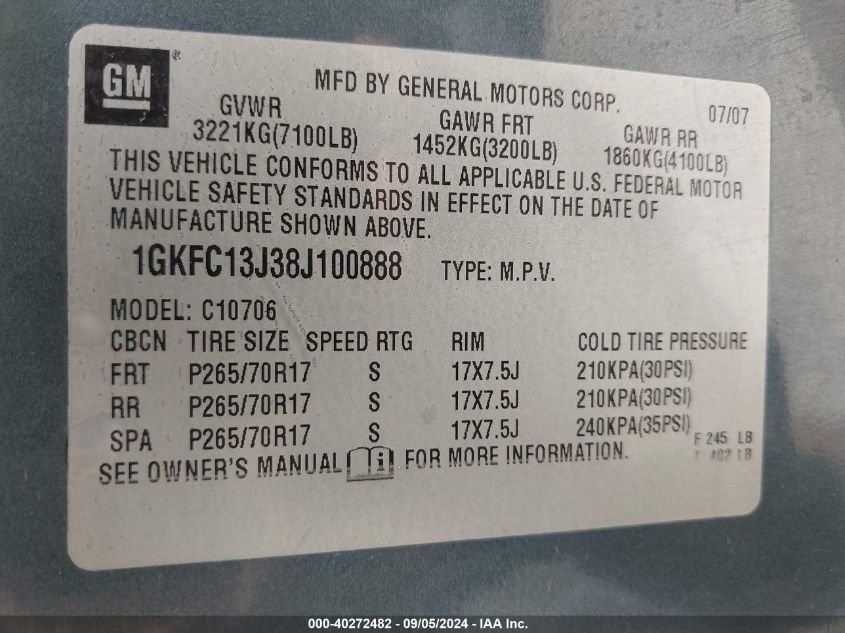 GM ®
MFD BY GENERAL MOTORS CORP. 07/07
GVWR GAWR FRT GAWR RR
3221KG(7100LB) 1452KG(3200LB) 1860KG(4100LB)
THIS VEHICLE CONFORMS TO ALL APPLICABLE U.S. FEDERAL MOTOR
VEHICLE SAFETY STANDARDS IN EFFECT ON THE DATE OF
MANUFACTURE SHOWN ABOVE.
1GKFC13J38J100888 TYPE: M.P.V.
MODEL: C10706
CBCN TIRE SIZE SPEED RTG RIM COLD TIRE PRESSURE
FRT P265/70R17 S 17X7.5J 210KPA(30PSI)
RR P265/70R17 S 17X7.5J 210KPA(30PSI)
SPA P265/70R17 S 17X7.5J 240KPA(35PSI)
F 245 LB
402 LB
SEE OWNER'S MANUAL i FOR MORE INFORMATION.
000-40272482 - 09/05/2024 - IAA Inc.